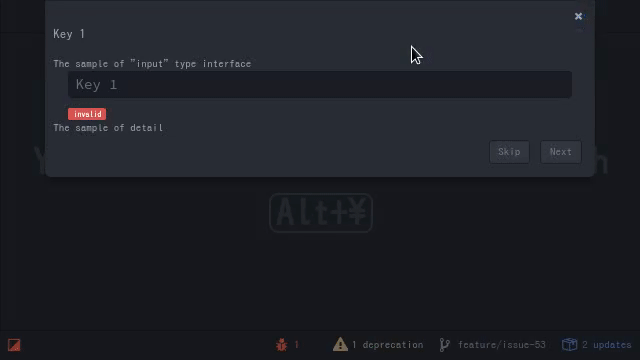 Key 1
The sample of "input" type interface
Key 1
invalid
The sample of detail
Skip Next
Alt+¥
1 1 deprecation feature/issue-53 2 updates